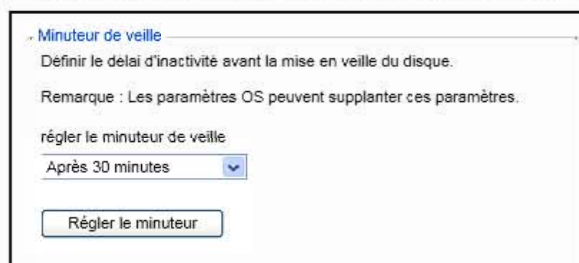 Minuteur de veille
Définir le délai d'inactivité avant la mise en veille du disque.
Remarque : Les paramètres OS peuvent supplanter ces paramètres.
régler le minuteur de veille
Après 30 minutes
Régler le minuteur